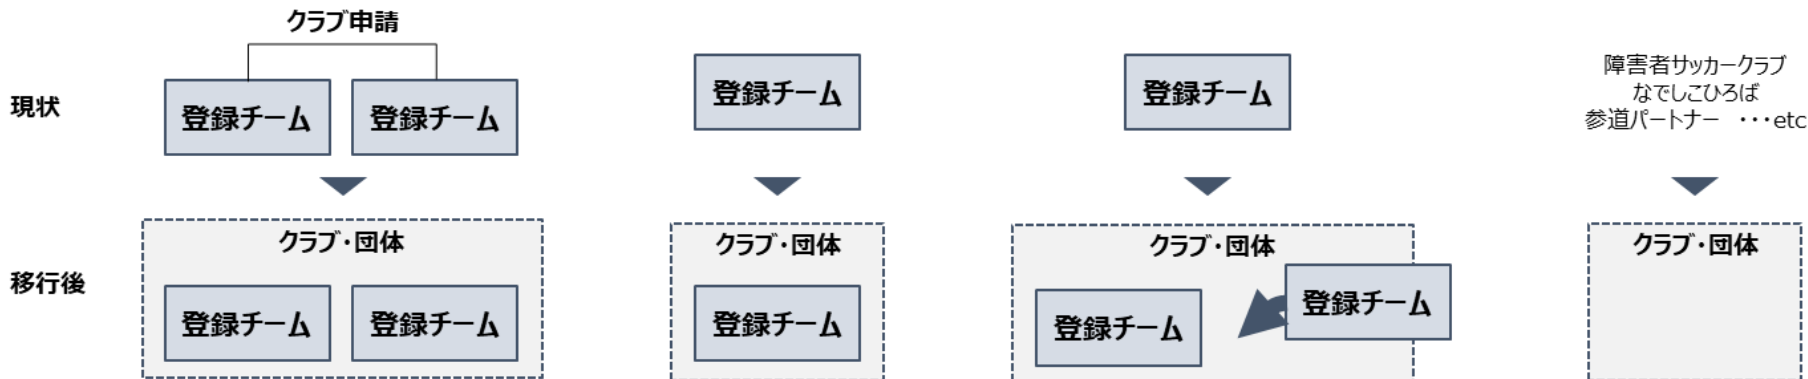 クラブ申請
現状
登録チーム
登録チーム
登録チーム
登録チーム
障害者サッカークラブ
なでしこひろば
参道パートナー ・・・etc
移行後
クラブ・団体
登録チーム
登録チーム
クラブ・団体
登録チーム
クラブ・団体
登録チーム
登録チーム
クラブ・団体